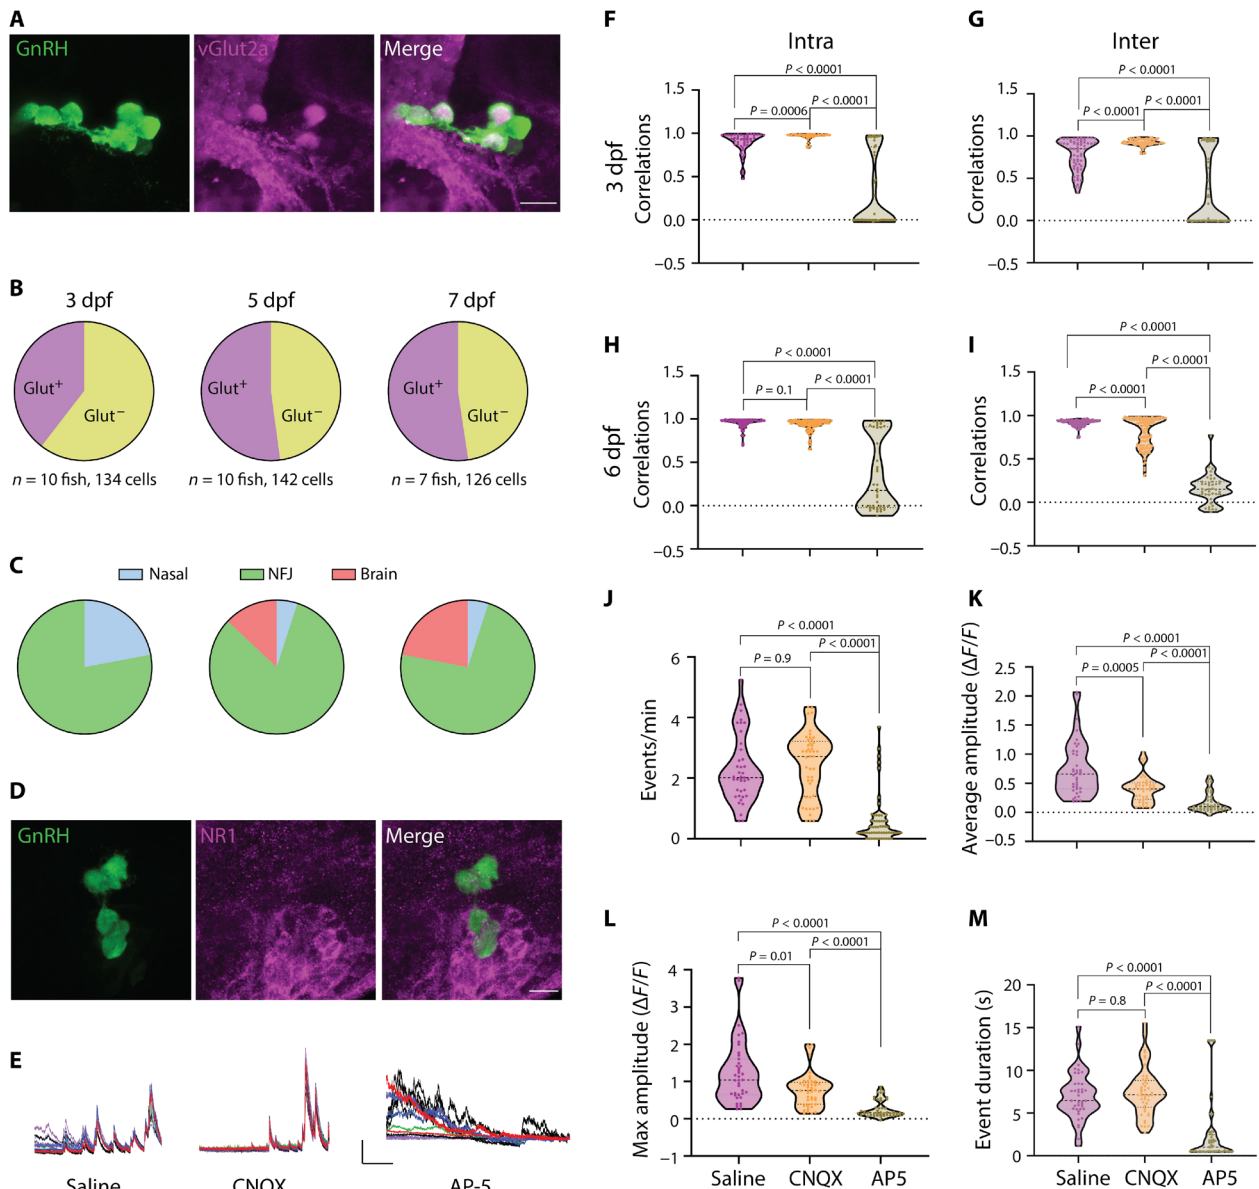 A
GnRH
vGlut2a
Merge
B
3 dpf
5 dpf
7 dpf
Glut+
Glut−
Glut+
Glut−
Glut+
Glut−
n = 10 fish, 134 cells
n = 10 fish, 142 cells
n = 7 fish, 126 cells
C
Nasal
NFJ
Brain
D
GnRH
NR1
Merge
E
Saline
CNQX
AP-5
F
Intra
P < 0.0001
P = 0.0006
P < 0.0001
3 dpf
Correlations
1.5
1.0
0.5
0.0
−0.5
G
Inter
P < 0.0001
P < 0.0001
P < 0.0001
Correlations
1.5
1.0
0.5
0.0
−0.5
H
P < 0.0001
P = 0.1
P < 0.0001
6 dpf
Correlations
1.5
1.0
0.5
0.0
−0.5
I
P < 0.0001
P < 0.0001
P < 0.0001
Correlations
1.5
1.0
0.5
0.0
−0.5
J
P < 0.0001
P = 0.9
P < 0.0001
Events/min
6
4
2
0
K
P < 0.0001
P = 0.0005
P < 0.0001
Average amplitude (ΔF/F)
2.5
2.0
1.5
1.0
0.5
0.0
−0.5
L
P < 0.0001
P = 0.01
P < 0.0001
Max amplitude (ΔF/F)
4
3
2
1
0
−1
Saline
CNQX
AP5
M
P < 0.0001
P = 0.8
P < 0.0001
Event duration (s)
20
15
10
5
0
Saline
CNQX
AP5